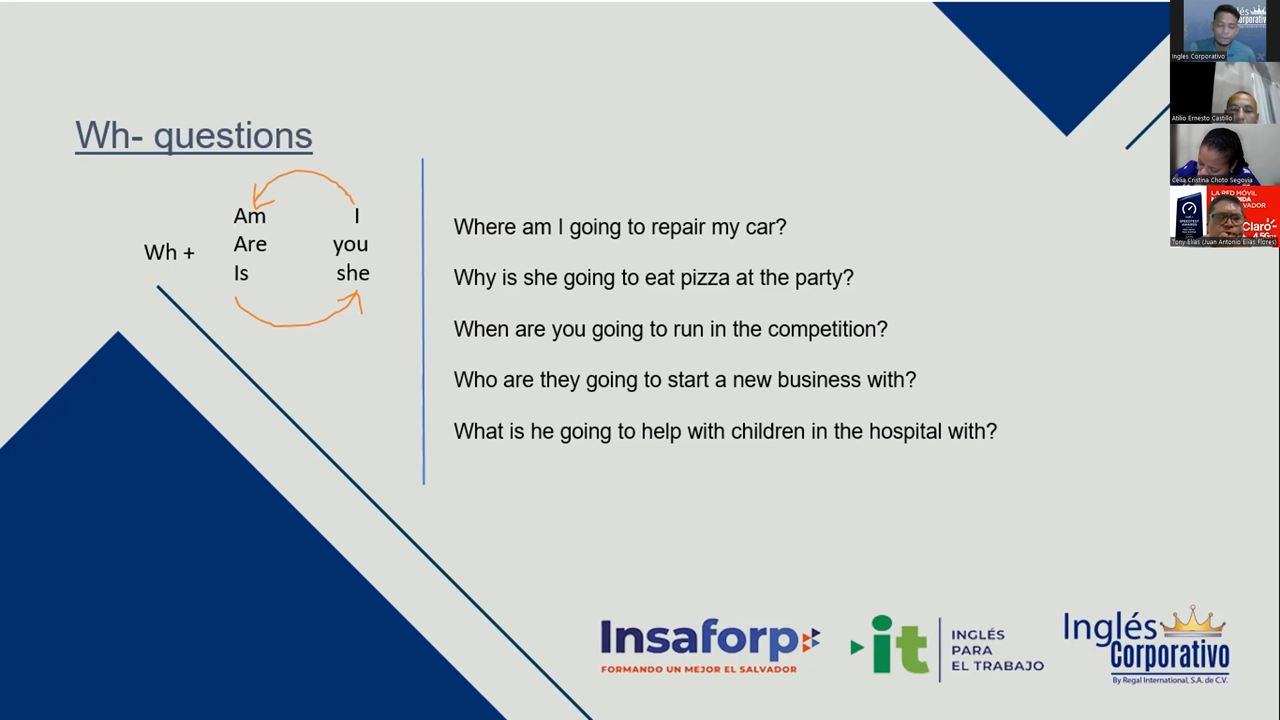 Wh- questions
Wh +
Am I
Are you
Is she
Where am I going to repair my car?
Why is she going to eat pizza at the party?
When are you going to run in the competition?
Who are they going to start a new business with?
What is he going to help with children in the hospital with?
Insaforp
FORMANDO UN MEJOR EL SALVADOR
it
INGLÉS
PARA
EL TRABAJO
Inglés
Corporativo
By Regal International, S.A. de C.V.
Ingles Corporativo
Atilio Ernesto Castillo
Celia Cristina Choto Segovia
LA RED MÓVIL
Claro
Tony Elias (Juan Antonio Elias Flores)